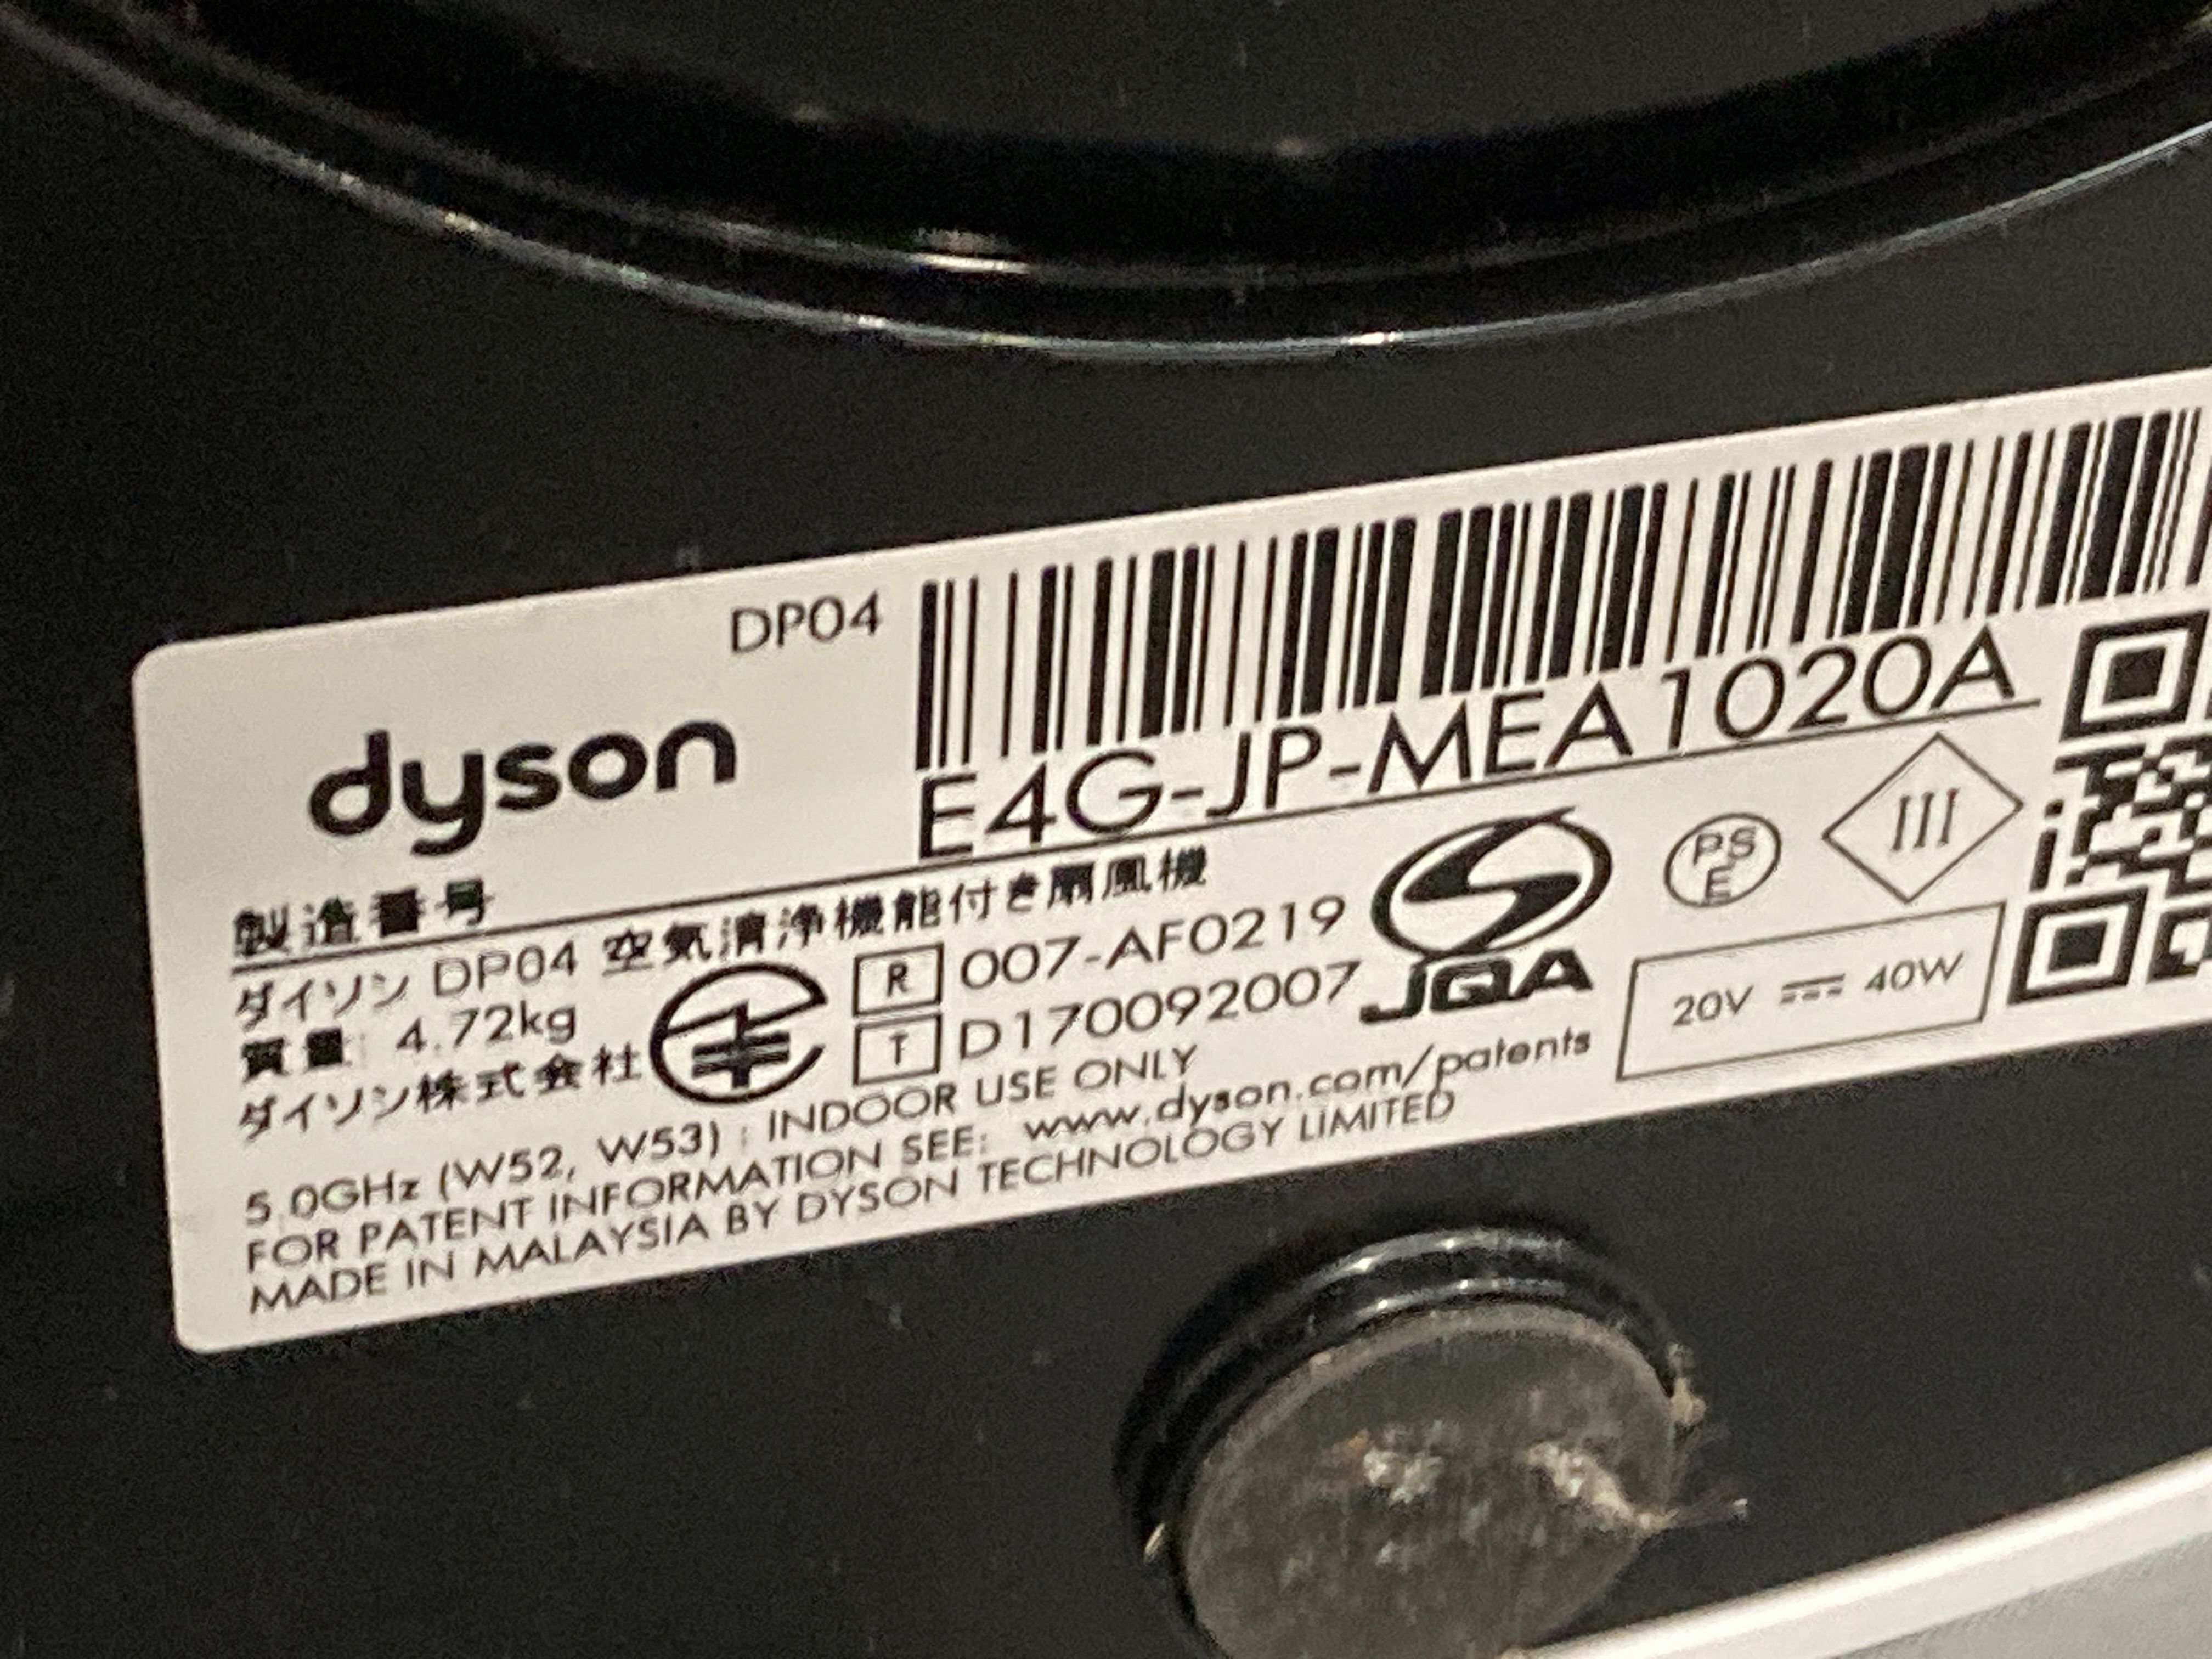 DP04
dyson
E4G-JP-MEA1020A
製造番号
ダイソン DP04 空気清浄機能付き扇風機
質量: 4.72kg
ダイソン株式会社
R 007-AF0219
T D170092007
JQA
PSE
III
20V 40W
5.0GHz (W52, W53) : INDOOR USE ONLY
FOR PATENT INFORMATION SEE: www.dyson.com/patents
MADE IN MALAYSIA BY DYSON TECHNOLOGY LIMITED